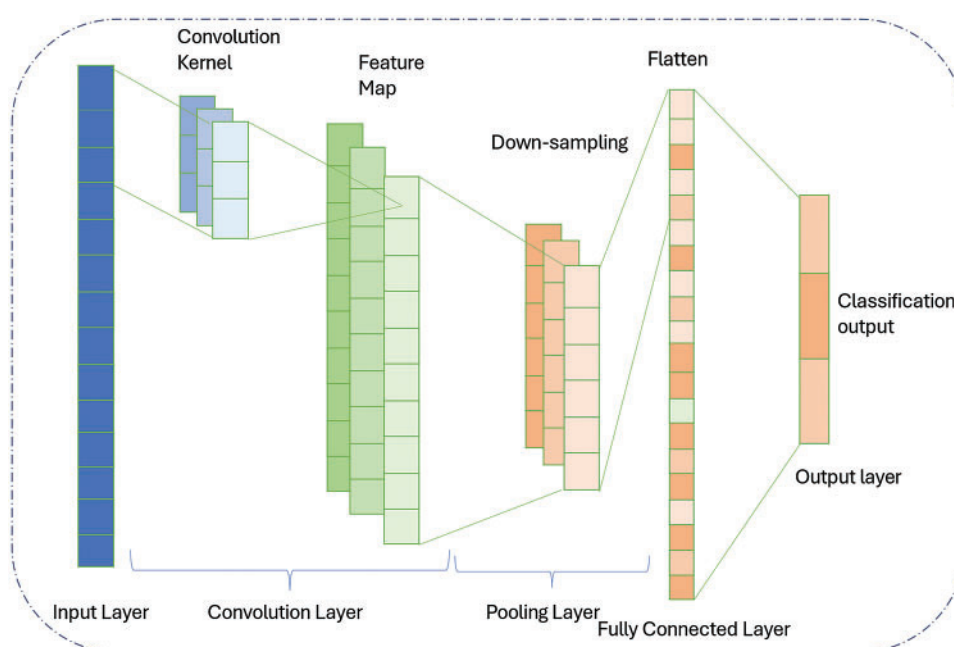 Convolution
Kernel
Feature
Map
Flatten
Down-sampling
Classification
output
Output layer
Input Layer
Convolution Layer
Pooling Layer
Fully Connected Layer